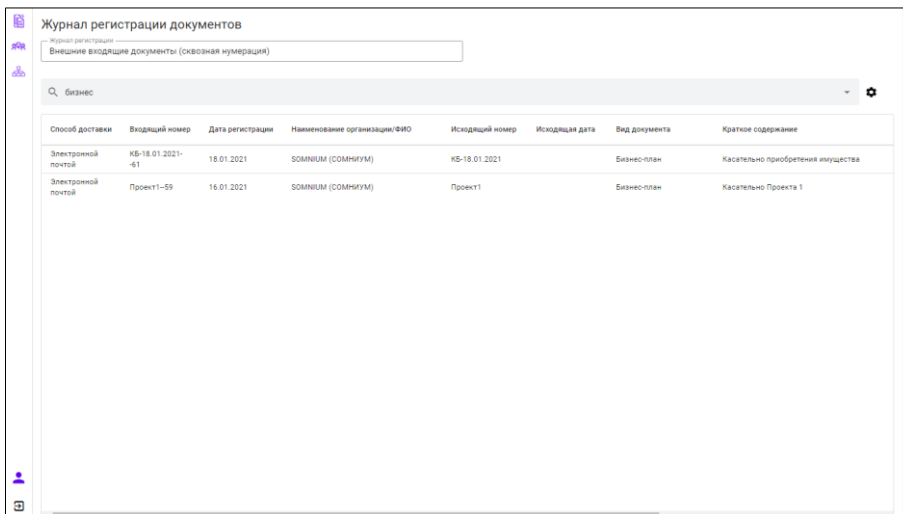 Журнал регистрации документов
Журнал регистрации
Внешние входящие документы (сквозная нумерация)
бизнес
Способ доставки Входящий номер Дата регистрации Наименование организации/ФИО Исходящий номер Исходящая дата Вид документа Краткое содержание
Электронной почтой КБ-18.01.2021--61 18.01.2021 SOMNIUM (СОМНИУМ) КБ-18.01.2021 Бизнес-план Касательно приобретения имущества
Электронной почтой Проект1--59 16.01.2021 SOMNIUM (СОМНИУМ) Проект1 Бизнес-план Касательно Проекта 1